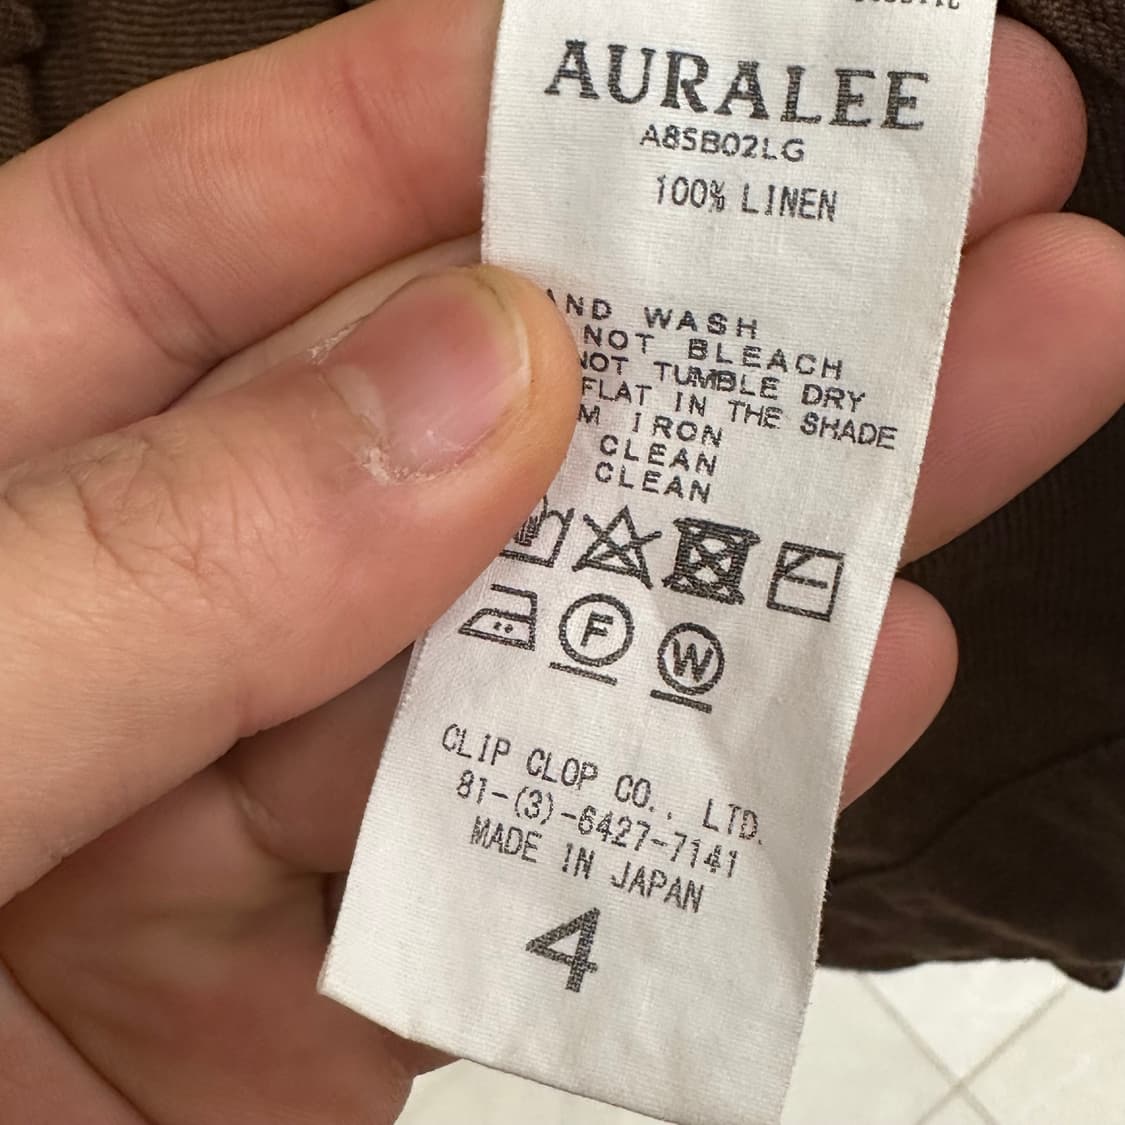 AURALEE
A8SB02LG
100% LINEN
AND WASH
NOT BLEACH
NOT TUMBLE DRY
FLAT IN THE SHADE
M IRON
CLEAN
CLEAN
F
W
CLIP CLOP CO., LTD.
81-(3)-6427-7141
MADE IN JAPAN
4